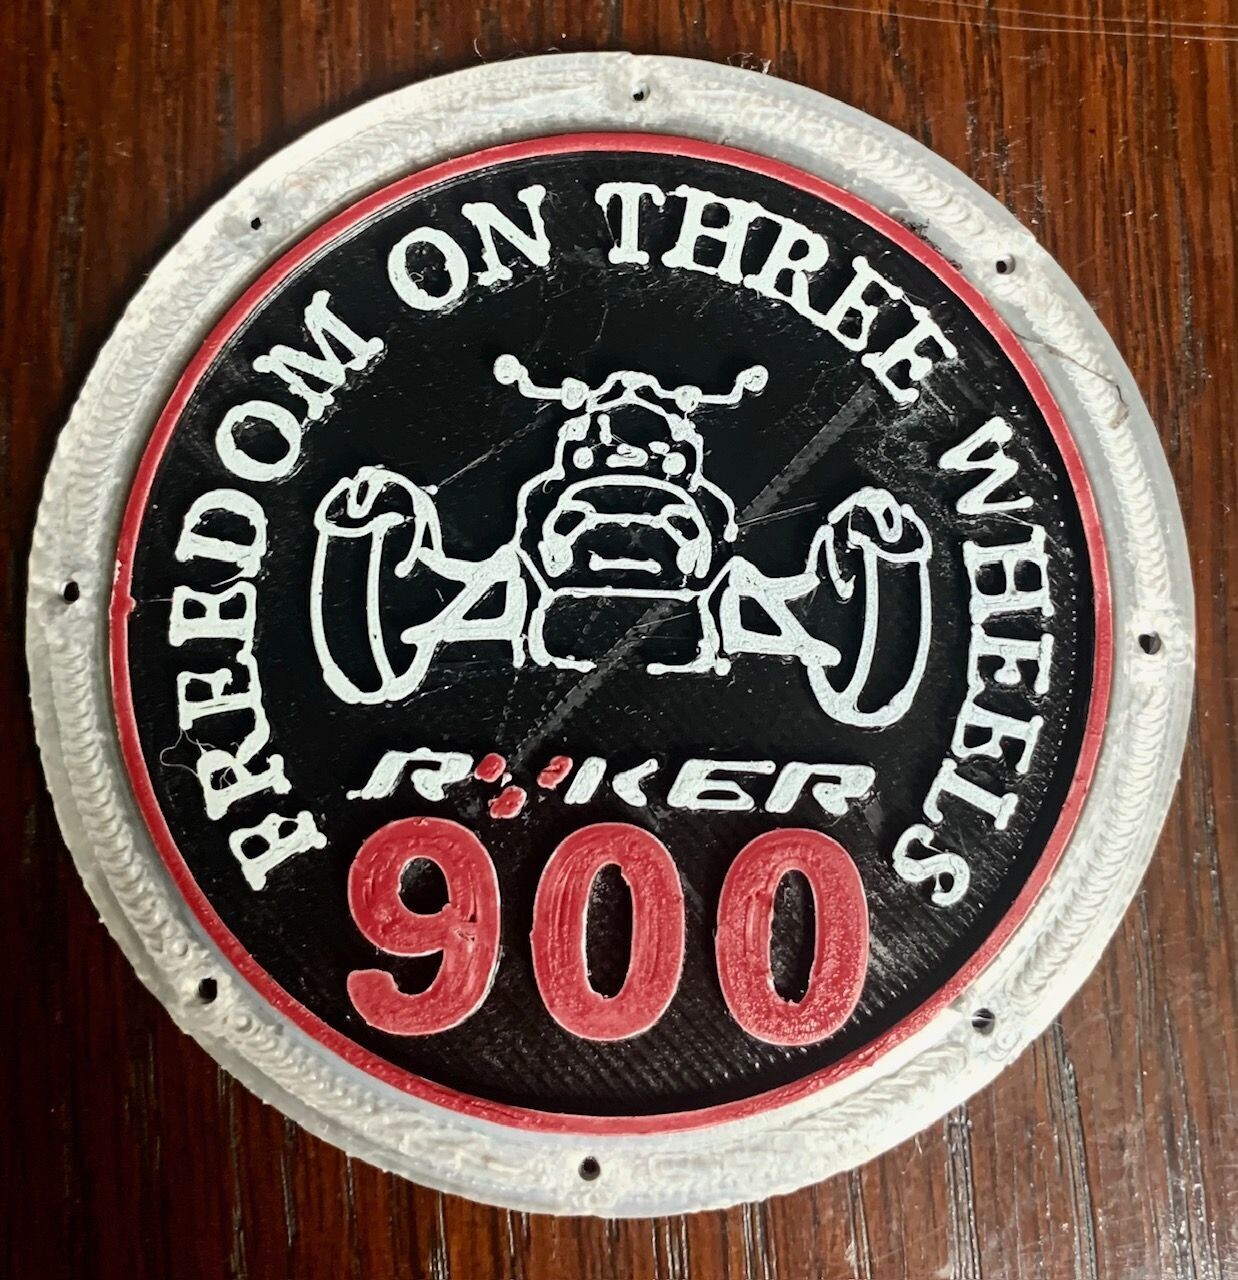 FREEDOM ON THREE WHEELS
RYKER
900